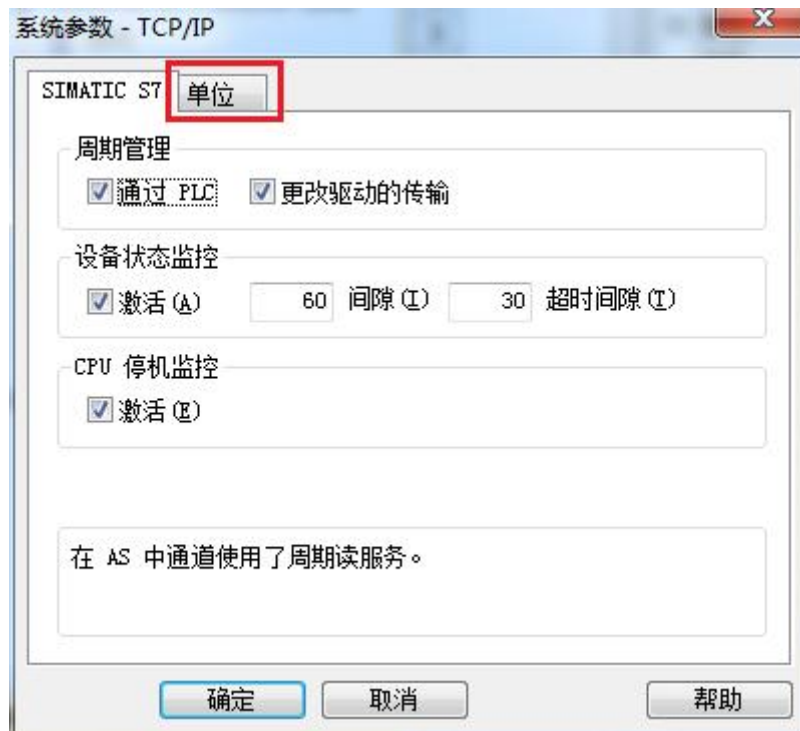 系统参数 - TCP/IP
SIMATIC S7 单位
周期管理
通过 PLC 更改驱动的传输
设备状态监控
激活(A) 60 间隙(I) 30 超时间隙(T)
CPU 停机监控
激活(E)
在 AS 中通道使用了周期读服务。
确定 取消 帮助